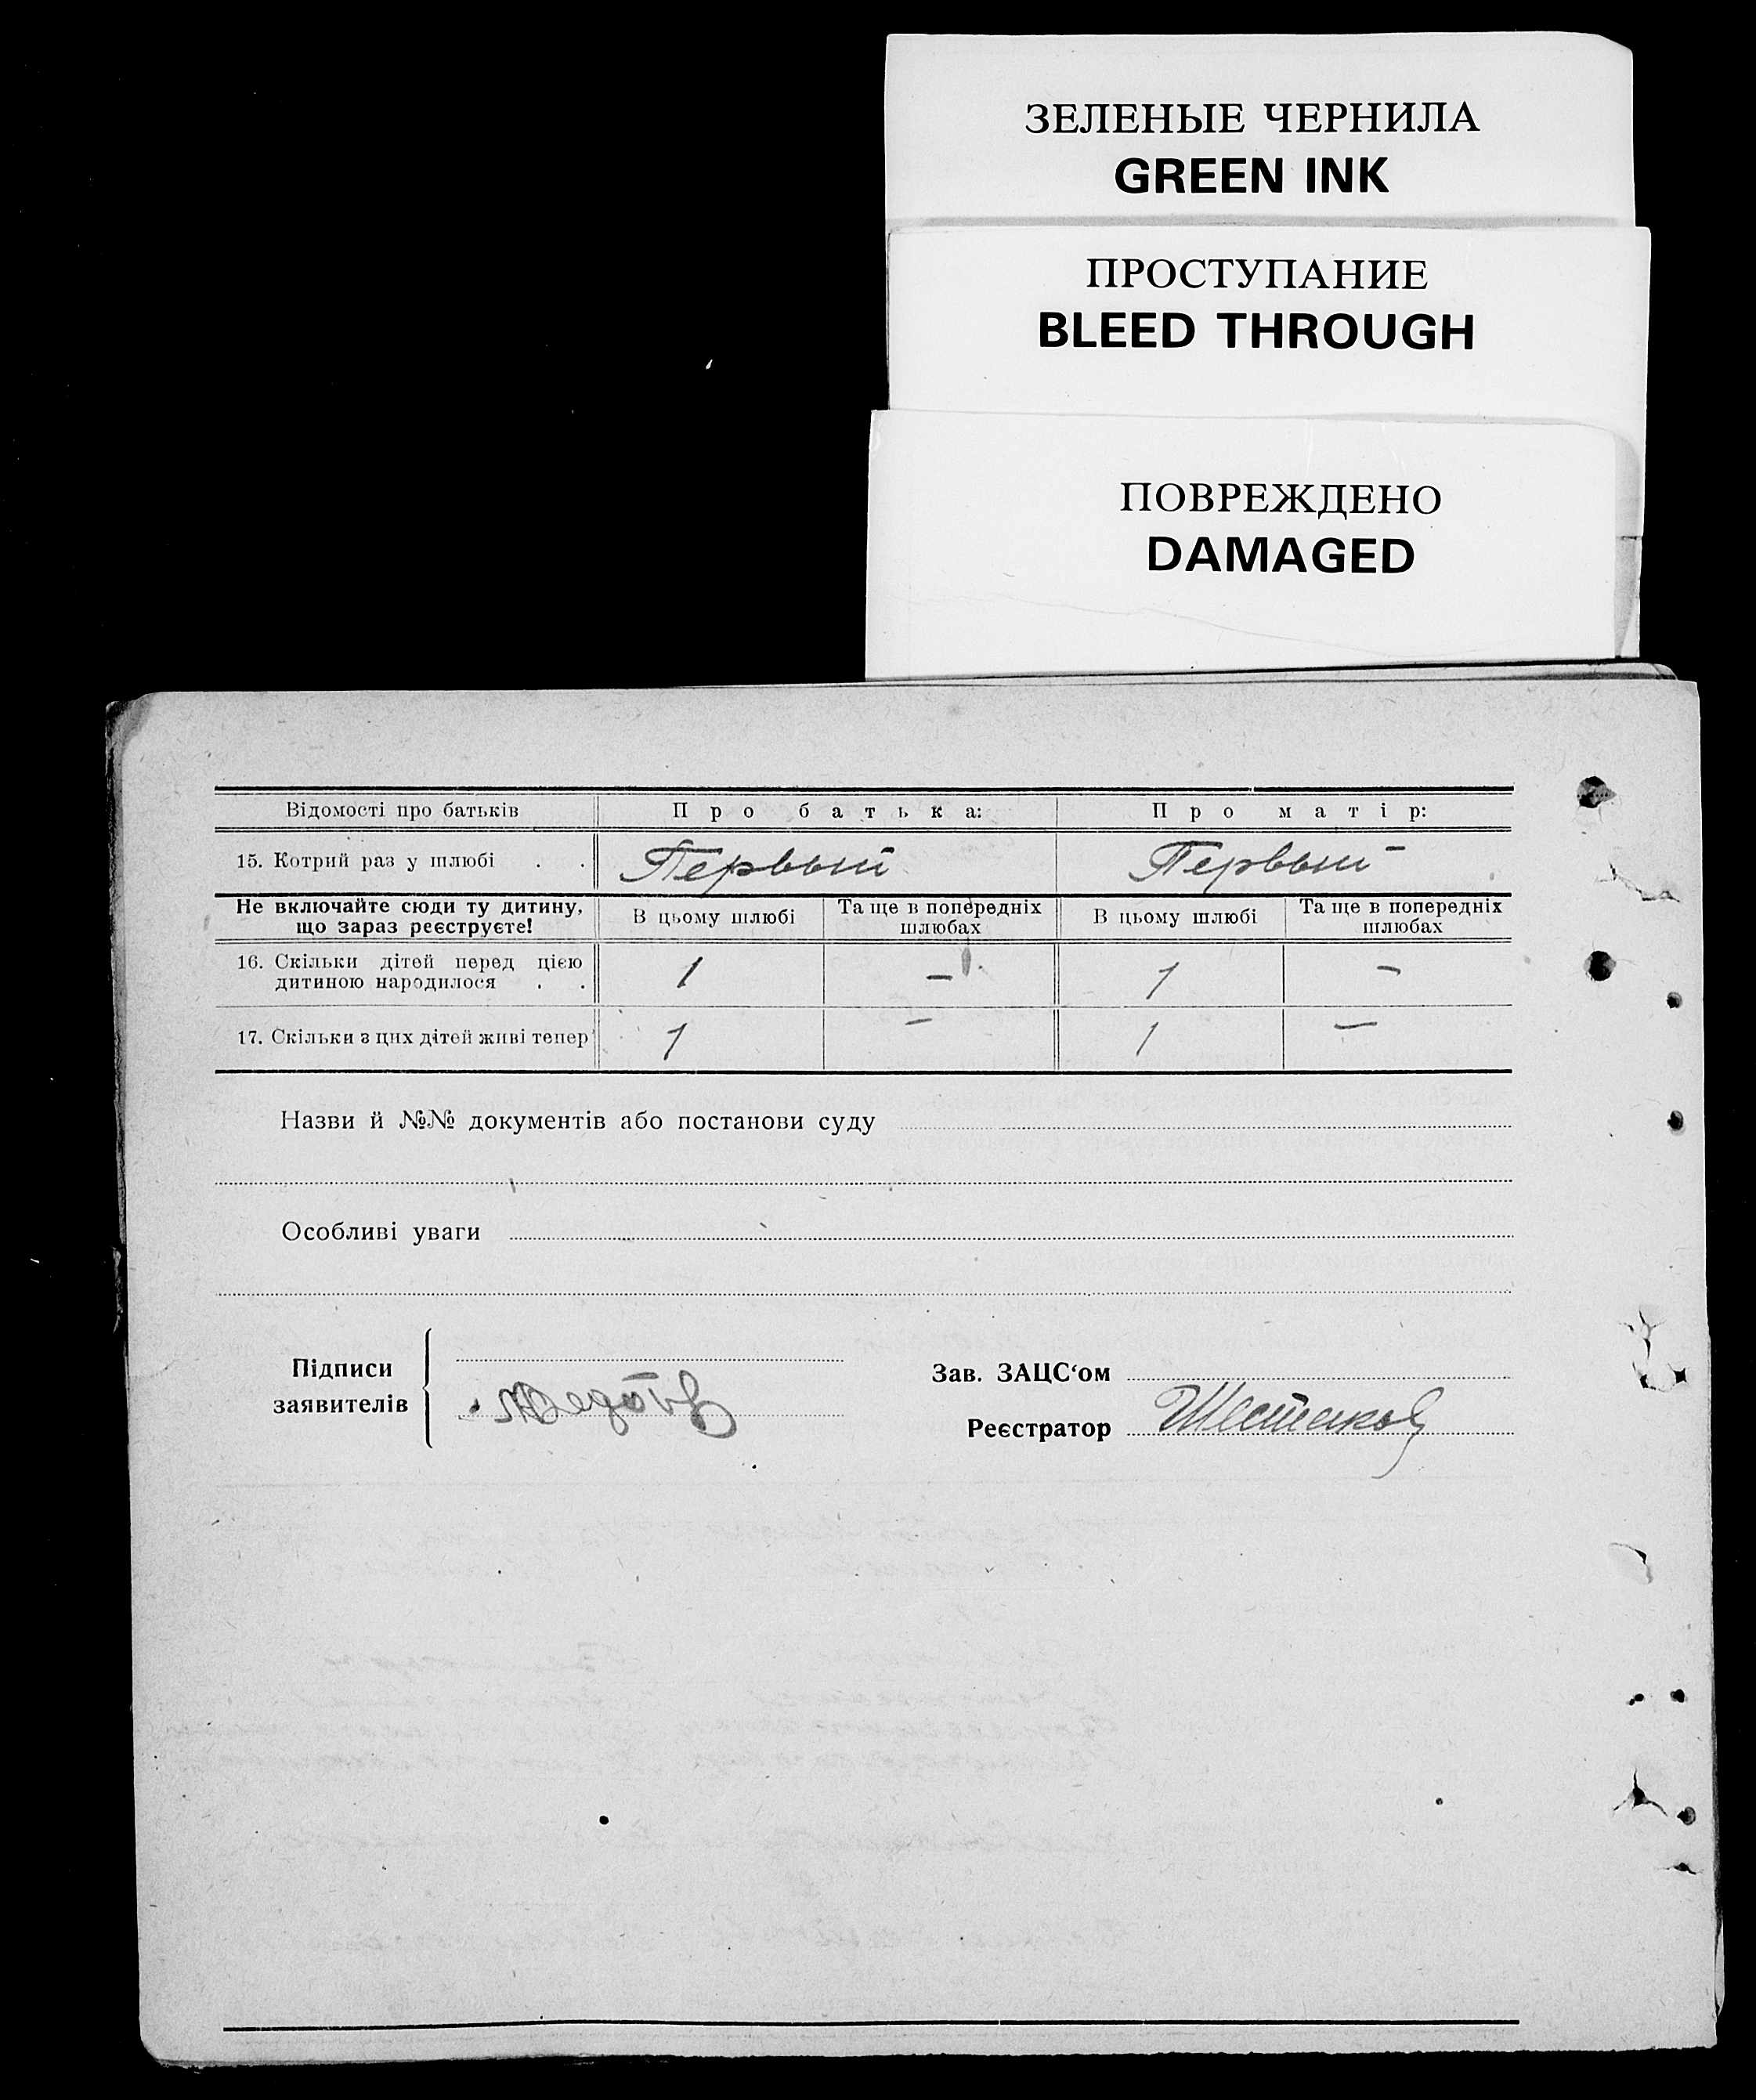 ЗЕЛЕНЫЕ ЧЕРНИЛА
GREEN INK
ПРОСТУПАНИЕ
BLEED THROUGH
ПОВРЕЖДЕНО
DAMAGED
Відомості про батьків Про батька: Про матір:
15. Котрий раз у шлюбі . . Первый Первый
Не включайте сюди ту дитину, що зараз реєструєте! В цьому шлюбі Та ще в попередніх шлюбах В цьому шлюбі Та ще в попередніх шлюбах
16. Скільки дітей перед цією
дитиною народилося . . 1 — 1 —
17. Скільки з цих дітей живі тепер 1 — 1 —
Назви й №№ документів або постанови суду
Особливі уваги
Підписи
заявителів
Зав. ЗАЦС‘ом
Реєстратор Шестаков